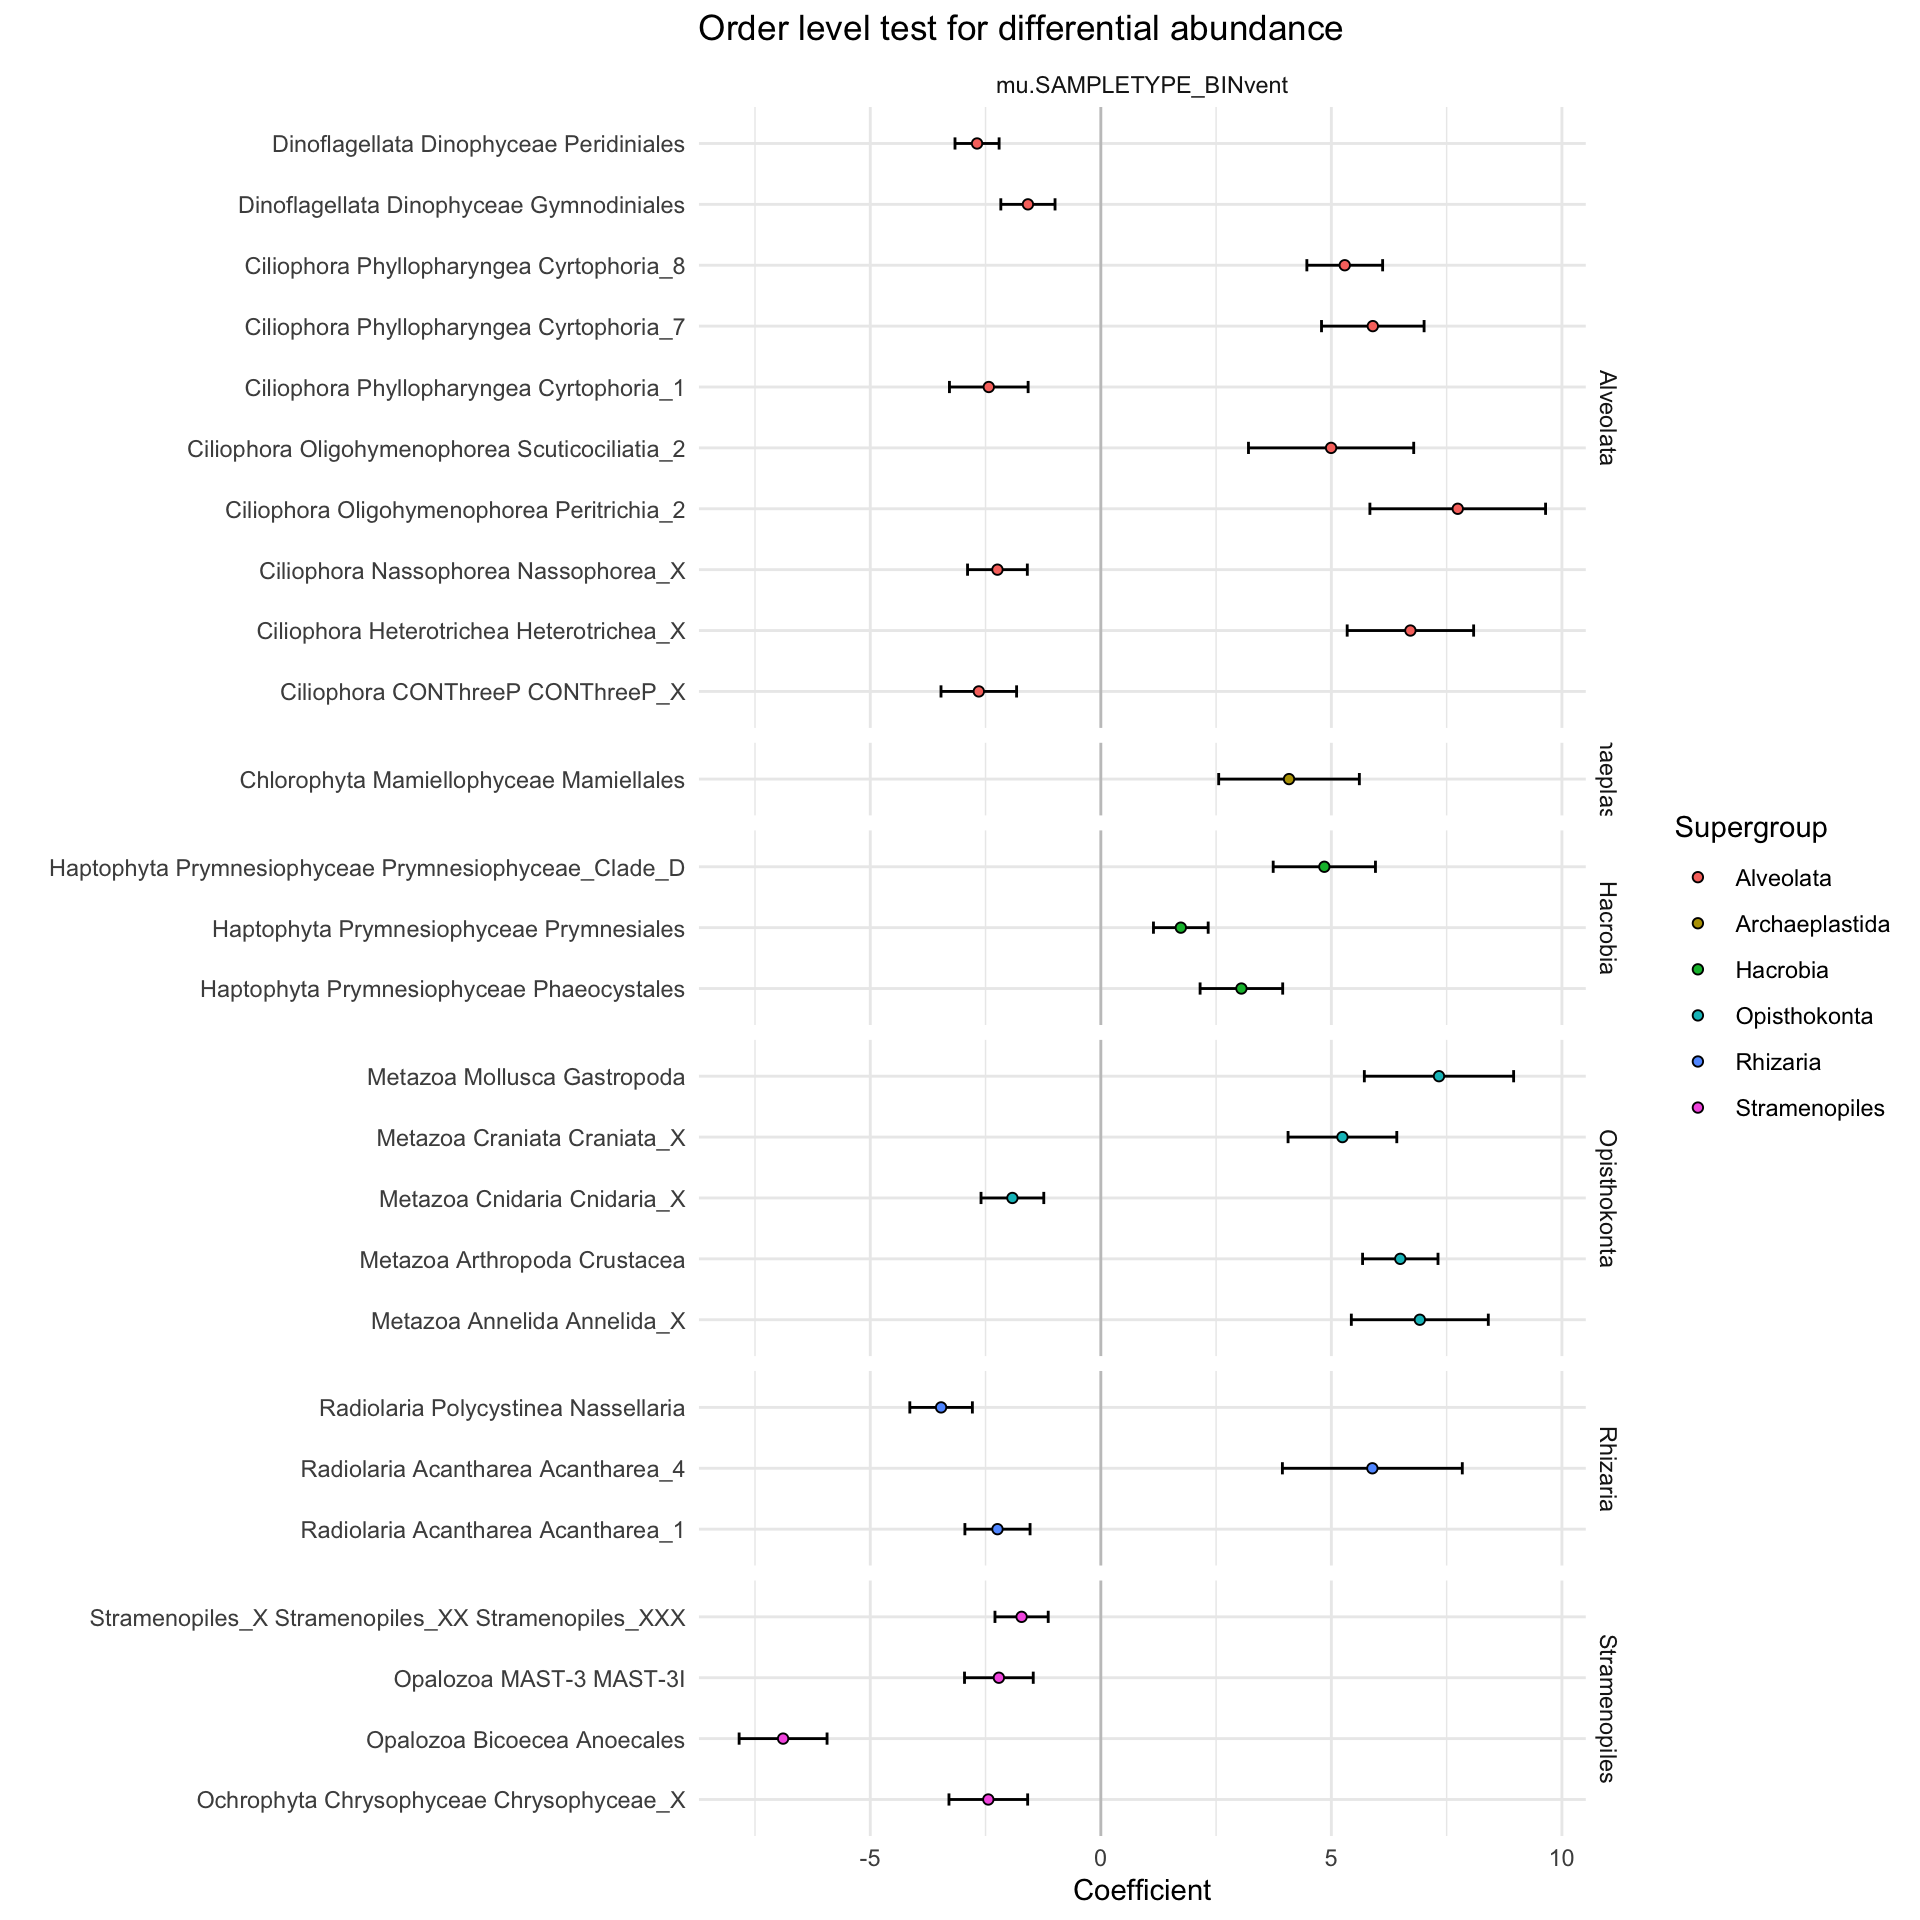 Order level test for differential abundance
mu.SAMPLETYPE_BINvent
Dinoflagellata Dinophyceae Peridiniales
Dinoflagellata Dinophyceae Gymnodiniales
Ciliophora Phyllopharyngea Cyrtophoria_8
Ciliophora Phyllopharyngea Cyrtophoria_7
Ciliophora Phyllopharyngea Cyrtophoria_1
Ciliophora Oligohymenophorea Scuticociliatia_2
Ciliophora Oligohymenophorea Peritrichia_2
Ciliophora Nassophorea Nassophorea_X
Ciliophora Heterotrichea Heterotrichea_X
Ciliophora CONThreeP CONThreeP_X
Alveolata
Chlorophyta Mamiellophyceae Mamiellales
haeplas
Haptophyta Prymnesiophyceae Prymnesiophyceae_Clade_D
Haptophyta Prymnesiophyceae Prymnesiales
Haptophyta Prymnesiophyceae Phaeocystales
Hacrobia
Metazoa Mollusca Gastropoda
Metazoa Craniata Craniata_X
Metazoa Cnidaria Cnidaria_X
Metazoa Arthropoda Crustacea
Metazoa Annelida Annelida_X
Opisthokonta
Radiolaria Polycystinea Nassellaria
Radiolaria Acantharea Acantharea_4
Radiolaria Acantharea Acantharea_1
Rhizaria
Stramenopiles_X Stramenopiles_XX Stramenopiles_XXX
Opalozoa MAST-3 MAST-3I
Opalozoa Bicoecea Anoecales
Ochrophyta Chrysophyceae Chrysophyceae_X
Stramenopiles
-5 0 5 10
Coefficient
Supergroup
Alveolata
Archaeplastida
Hacrobia
Opisthokonta
Rhizaria
Stramenopiles